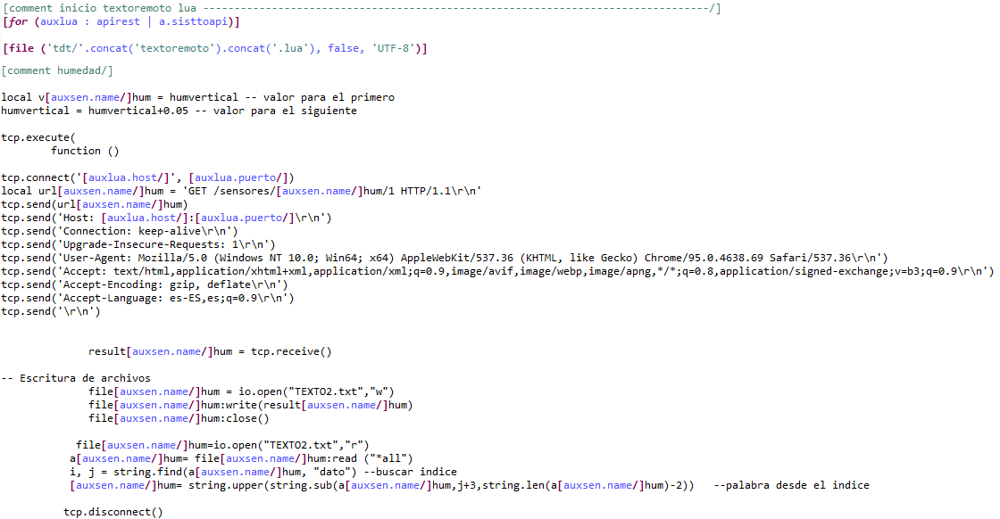 [comment inicio textoremoto lua ---------------------------------------------------------------------------------/]
[for (auxlua : apirest | a.sisttoapi)]
[file ('tdt/'.concat('textoremoto').concat('.lua'), false, 'UTF-8')]
[comment humedad/]
local v[auxsen.name/]hum = humvertical -- valor para el primero
humvertical = humvertical+0.05 -- valor para el siguiente
tcp.execute(
function ()
tcp.connect('[auxlua.host/]', [auxlua.puerto/])
local url[auxsen.name/]hum = 'GET /sensores/[auxsen.name/]hum/1 HTTP/1.1\r\n'
tcp.send(url[auxsen.name/]hum)
tcp.send('Host: [auxlua.host/]:[auxlua.puerto/]\r\n')
tcp.send('Connection: keep-alive\r\n')
tcp.send('Upgrade-Insecure-Requests: 1\r\n')
tcp.send('User-Agent: Mozilla/5.0 (Windows NT 10.0; Win64; x64) AppleWebKit/537.36 (KHTML, like Gecko) Chrome/95.0.4638.69 Safari/537.36\r\n')
tcp.send('Accept: text/html,application/xhtml+xml,application/xml;q=0.9,image/avif,image/webp,image/apng,*/*;q=0.8,application/signed-exchange;v=b3;q=0.9\r\n')
tcp.send('Accept-Encoding: gzip, deflate\r\n')
tcp.send('Accept-Language: es-ES,es;q=0.9\r\n')
tcp.send('\r\n')
result[auxsen.name/]hum = tcp.receive()
-- Escritura de archivos
file[auxsen.name/]hum = io.open("TEXTO2.txt","w")
file[auxsen.name/]hum:write(result[auxsen.name/]hum)
file[auxsen.name/]hum:close()
file[auxsen.name/]hum=io.open("TEXTO2.txt","r")
a[auxsen.name/]hum= file[auxsen.name/]hum:read ("*all")
i, j = string.find(a[auxsen.name/]hum, "dato") --buscar indice
[auxsen.name/]hum= string.upper(string.sub(a[auxsen.name/]hum,j+3,string.len(a[auxsen.name/]hum)-2)) --palabra desde el indice
tcp.disconnect()